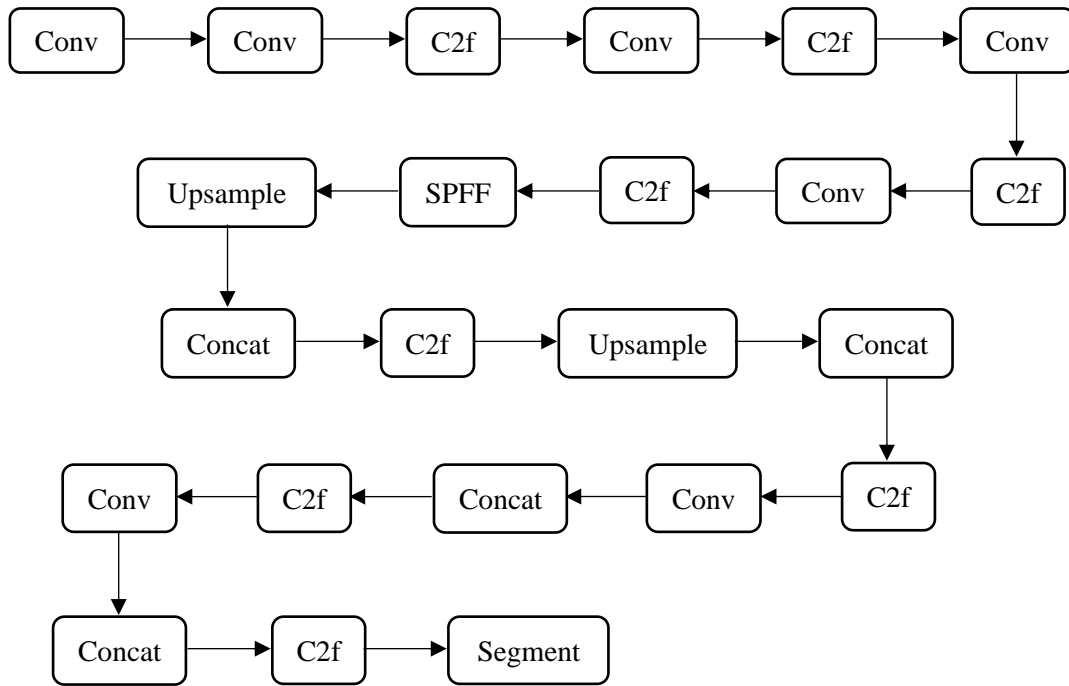 Conv Conv C2f Conv C2f Conv
Upsample SPFF C2f Conv C2f
Concat C2f Upsample Concat
Conv C2f Concat Conv C2f
Concat C2f Segment